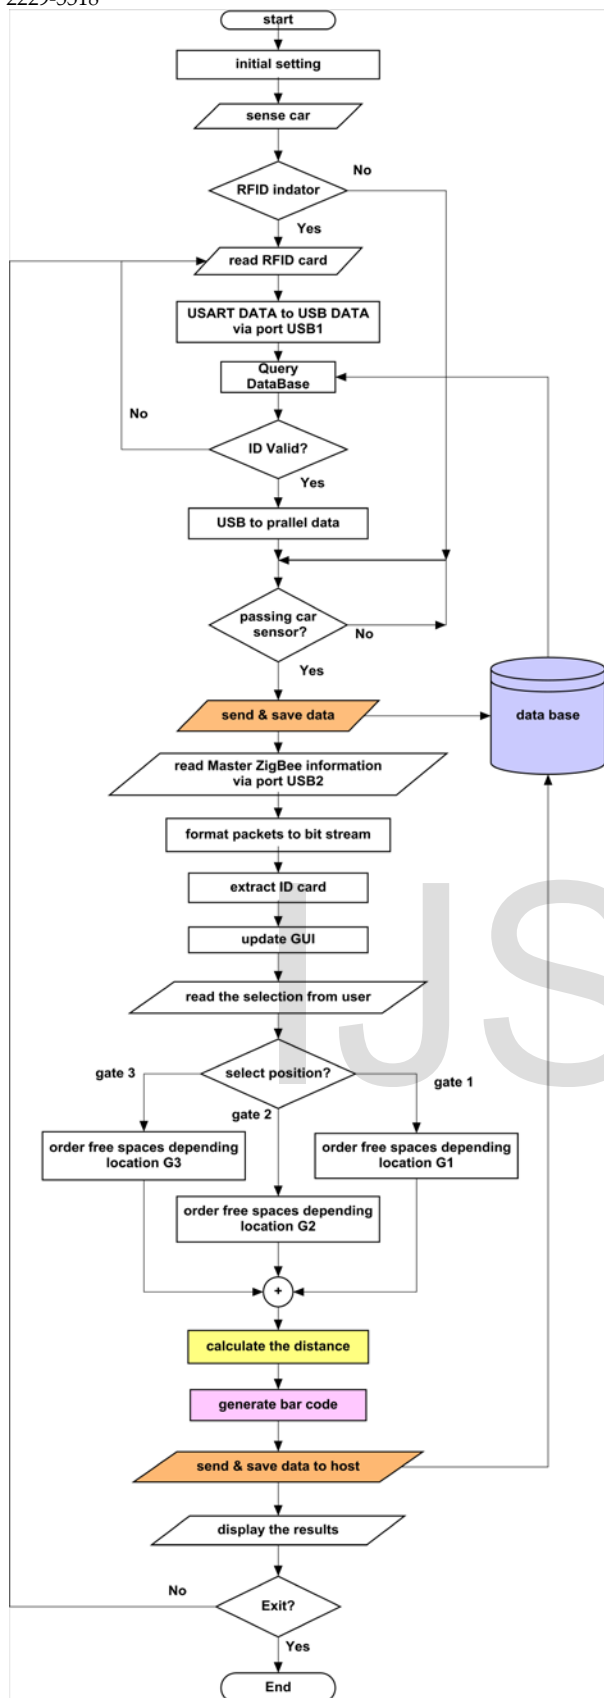 2229-5518
start
initial setting
sense car
RFID indator
No
Yes
read RFID card
USART DATA to USB DATA
via port USB1
Query
DataBase
No
ID Valid?
Yes
USB to prallel data
passing car
sensor?
No
Yes
send & save data
data base
read Master ZigBee information
via port USB2
format packets to bit stream
extract ID card
update GUI
read the selection from user
select position?
gate 3
gate 1
gate 2
order free spaces depending
location G3
order free spaces depending
location G1
order free spaces depending
location G2
+
calculate the distance
generate bar code
send & save data to host
display the results
No
Exit?
Yes
End
IJS